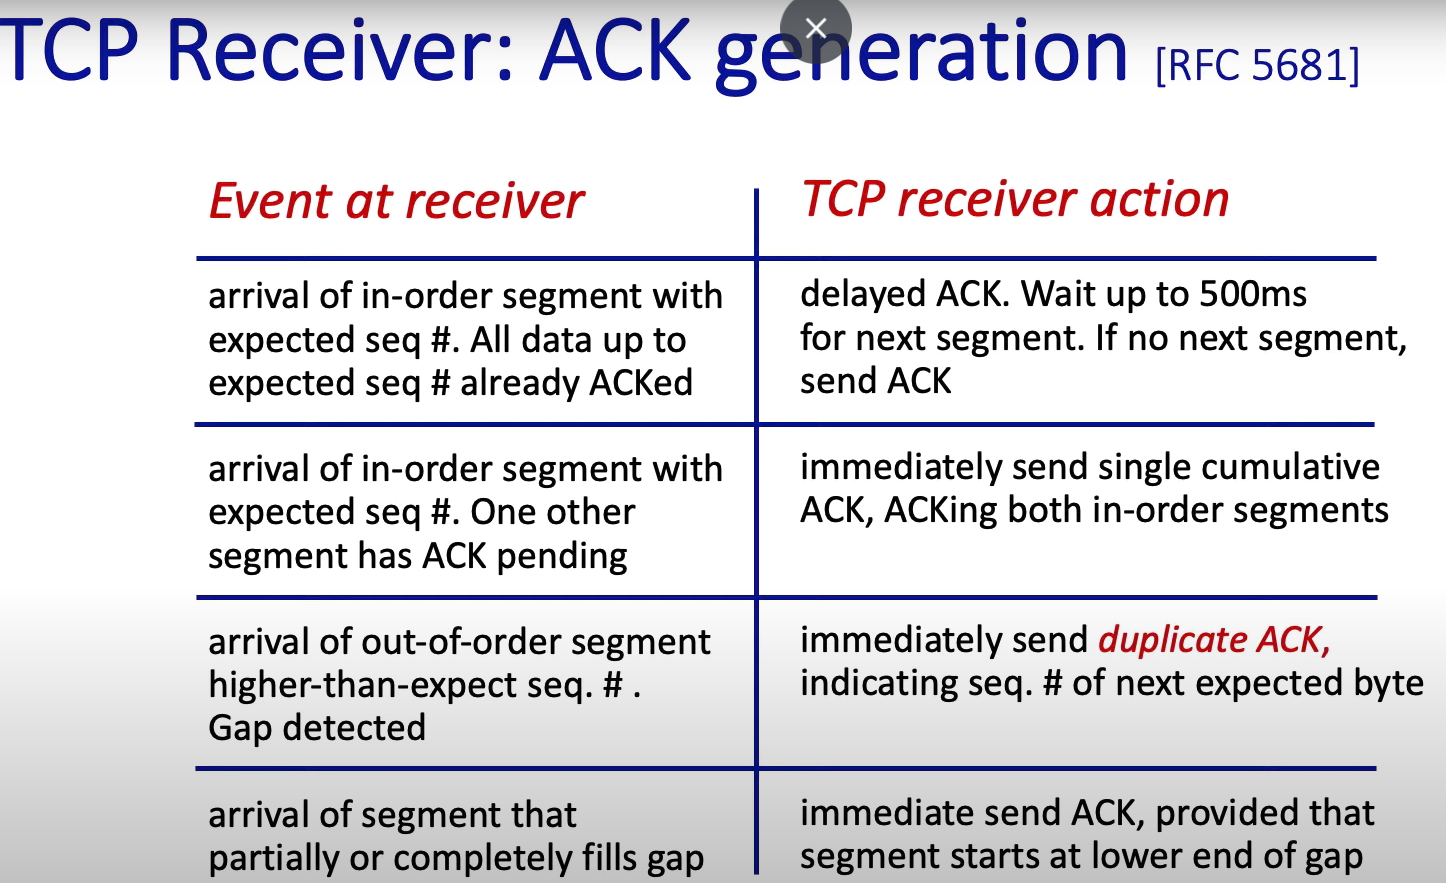 TCP Receiver: ACK generation [RFC 5681]
Event at receiver
TCP receiver action
arrival of in-order segment with
expected seq #. All data up to
expected seq # already ACKed
delayed ACK. Wait up to 500ms
for next segment. If no next segment,
send ACK
arrival of in-order segment with
expected seq #. One other
segment has ACK pending
immediately send single cumulative
ACK, ACKing both in-order segments
arrival of out-of-order segment
higher-than-expect seq. # .
Gap detected
immediately send duplicate ACK,
indicating seq. # of next expected byte
arrival of segment that
partially or completely fills gap
immediate send ACK, provided that
segment starts at lower end of gap